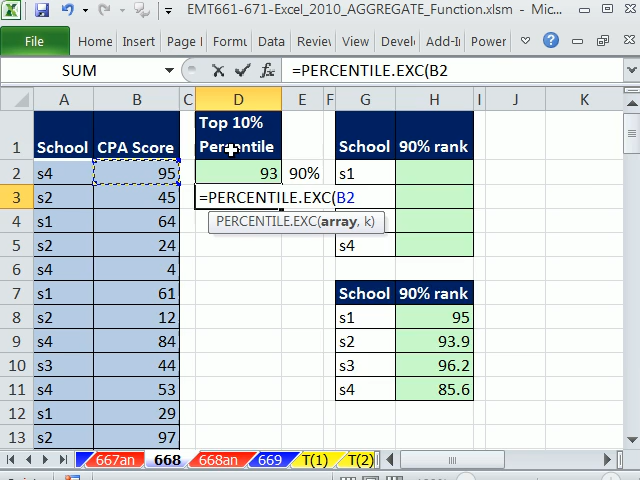 EMT661-671-Excel_2010_AGGREGATE_Function.xlsm - Mic...
File Home Insert Page Form Data Reviev View Deve Add- Power
SUM =PERCENTILE.EXC(B2
A B C D E F G H I J K
1 School CPA Score Top 10% Percentile School 90% rank
2 s4 95 93 90% s1
3 s2 45 =PERCENTILE.EXC(B2
4 s1 64 PERCENTILE.EXC(array, k)
5 s2 24 s4
6 s4 4
7 s1 61 School 90% rank
8 s2 12 s1 95
9 s4 84 s2 93.9
10 s3 44 s3 96.2
11 s4 53 s4 85.6
12 s1 29
13 s2 97
667an 668 668an 669 T(1) T(2)